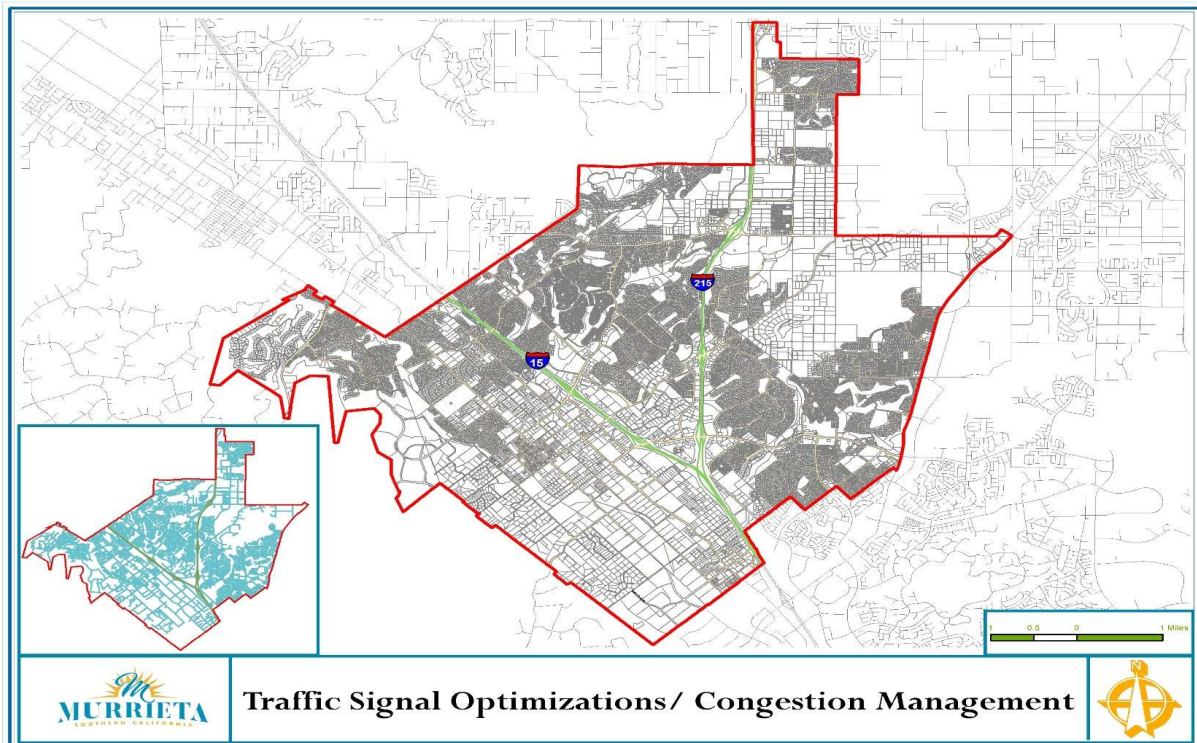 215
15
1 0.5 0 1 Miles
N
M
MURRIETA
SOUTHERN CALIFORNIA
Traffic Signal Optimizations/ Congestion Management